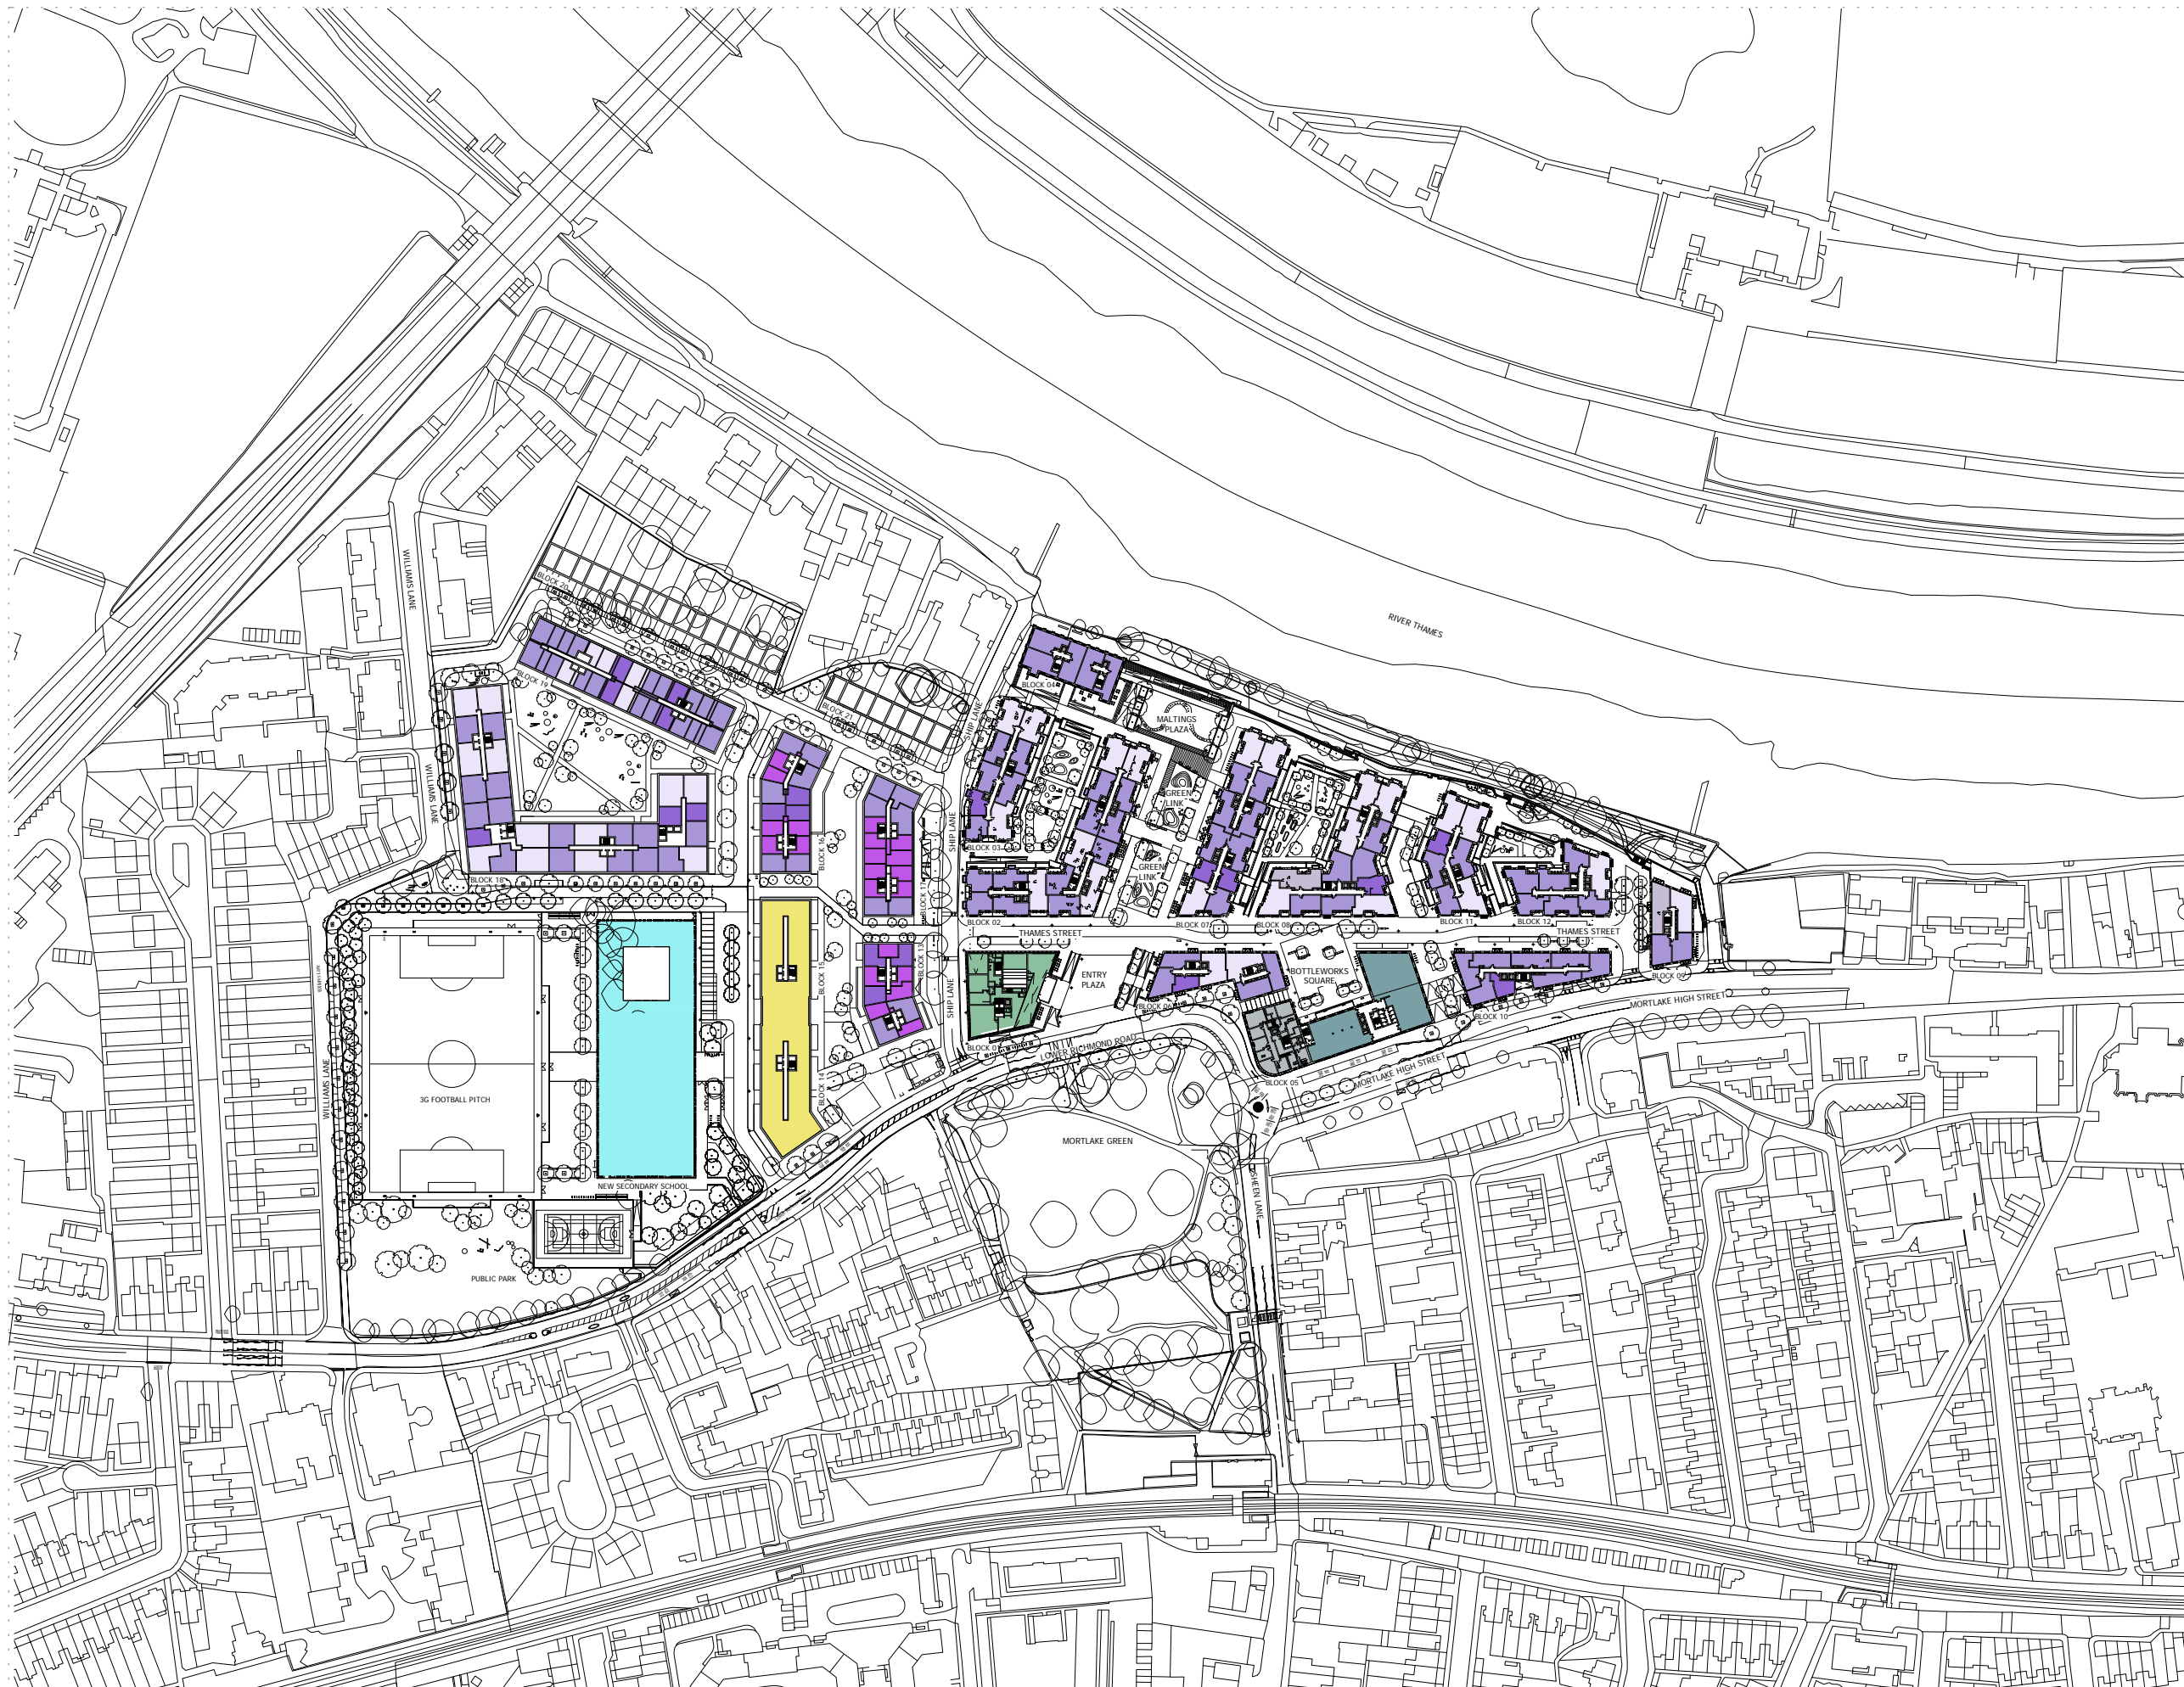 RIVER THAMES
WILLIAMS LANE
BLOCK 20
BLOCK 19
BLOCK 04
BLOCK 21
SHIP LANE
MALTINGS
PLAZA
WILLIAMS LANE
GREEN
LINK
BLOCK 16
SHIP LANE
BLOCK 03
GREEN
LINK
BLOCK 18
BLOCK 17
BLOCK 02
BLOCK 07
BLOCK 08
BLOCK 11
BLOCK 12
THAMES STREET
THAMES STREET
BLOCK 13
BLOCK 15
ENTRY
PLAZA
BOTTLEWORKS
SQUARE
BLOCK 09
SHIP LANE
BLOCK 06
MORTLAKE HIGH STREET
BLOCK 10
BLOCK 01
LOWER RICHMOND ROAD
MORTLAKE HIGH STREET
BLOCK 05
BLOCK 14
WILLIAMS LANE
3G FOOTBALL PITCH
MORTLAKE GREEN
NEW SECONDARY SCHOOL
SHEEN LANE
PUBLIC PARK